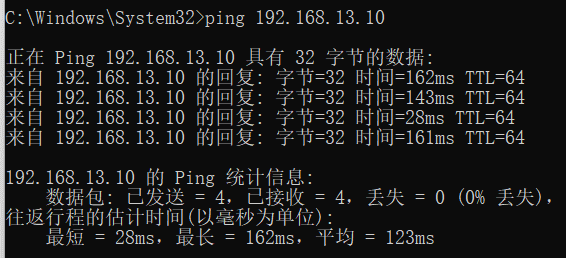 C:\Windows\System32>ping 192.168.13.10
正在 Ping 192.168.13.10 具有 32 字节的数据:
来自 192.168.13.10 的回复: 字节=32 时间=162ms TTL=64
来自 192.168.13.10 的回复: 字节=32 时间=143ms TTL=64
来自 192.168.13.10 的回复: 字节=32 时间=28ms TTL=64
来自 192.168.13.10 的回复: 字节=32 时间=161ms TTL=64
192.168.13.10 的 Ping 统计信息:
数据包: 已发送 = 4，已接收 = 4，丢失 = 0 (0% 丢失)，
往返行程的估计时间(以毫秒为单位):
最短 = 28ms，最长 = 162ms，平均 = 123ms